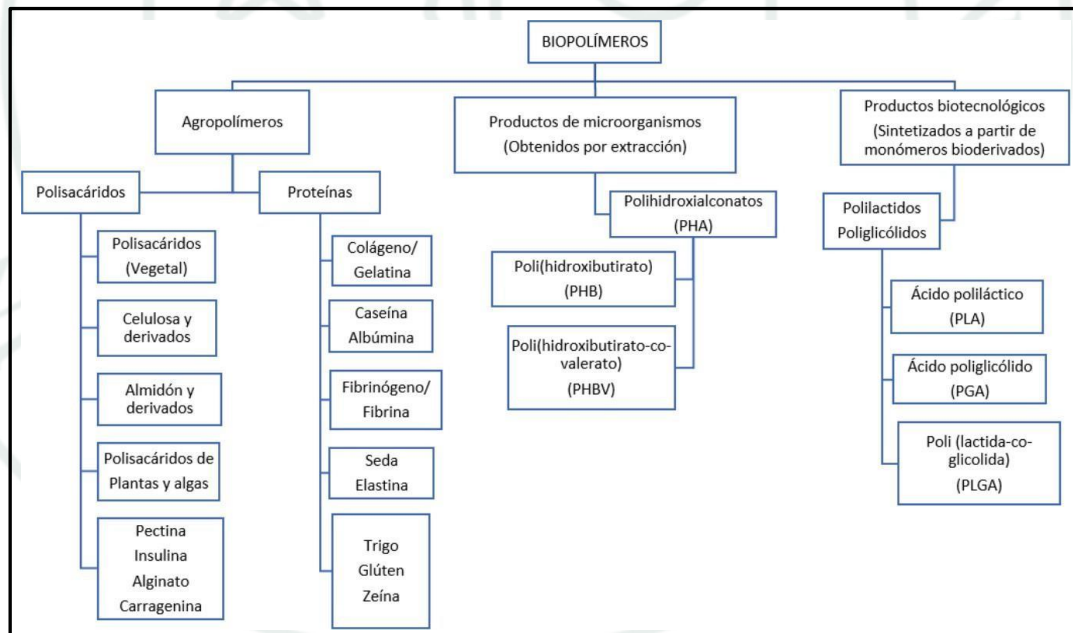 BIOPOLÍMEROS
Agropolímeros
Productos de microorganismos
(Obtenidos por extracción)
Productos biotecnológicos
(Sintetizados a partir de
monómeros bioderivados)
Polisacáridos
Proteínas
Polihidroxialconatos
(PHA)
Polilactidos
Poliglicólidos
Polisacáridos
(Vegetal)
Celulosa y
derivados
Almidón y
derivados
Polisacáridos de
Plantas y algas
Pectina
Insulina
Alginato
Carragenina
Colágeno/
Gelatina
Caseína
Albúmina
Fibrinógeno/
Fibrina
Seda
Elastina
Trigo
Glúten
Zeína
Poli(hidroxibutirato)
(PHB)
Poli(hidroxibutirato-co-
valerato)
(PHBV)
Ácido poliláctico
(PLA)
Ácido poliglicólido
(PGA)
Poli (lactida-co-
glicolida)
(PLGA)